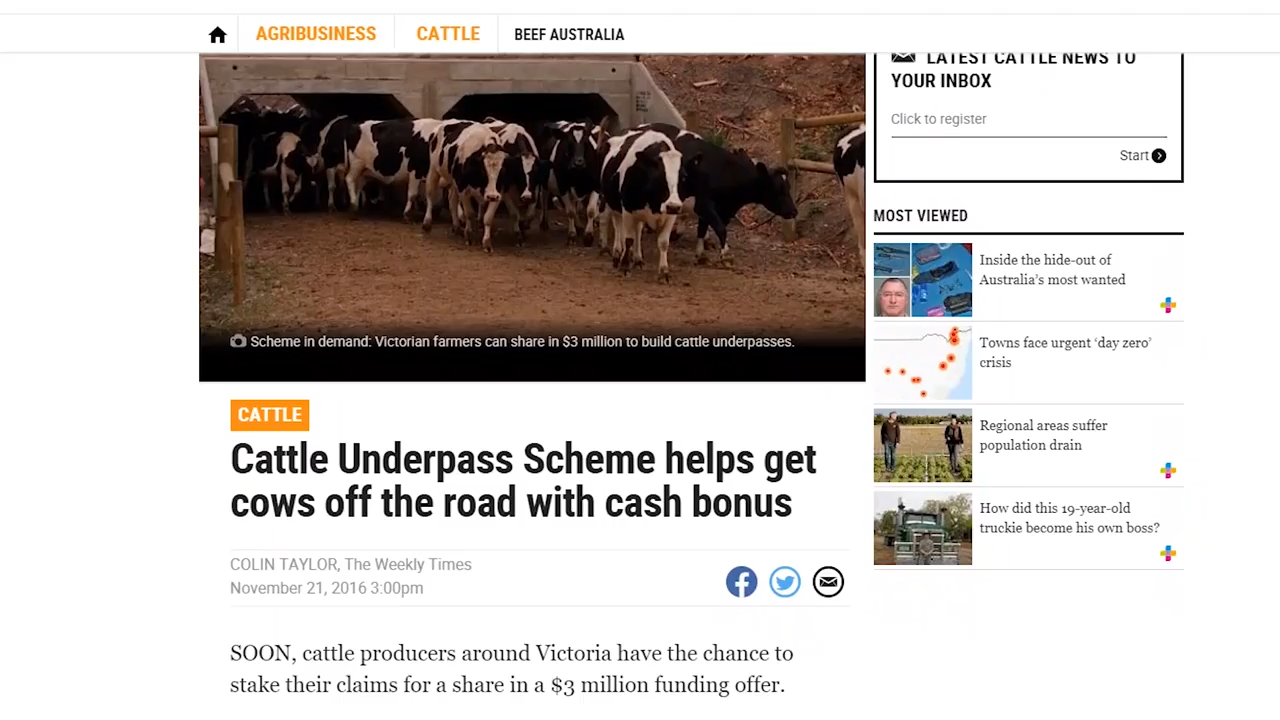 AGRIBUSINESS
CATTLE
BEEF AUSTRALIA
LATEST CATTLE NEWS TO
YOUR INBOX
Click to register
Start
Scheme in demand: Victorian farmers can share in $3 million to build cattle underpasses.
CATTLE
Cattle Underpass Scheme helps get
cows off the road with cash bonus
COLIN TAYLOR, The Weekly Times
November 21, 2016 3:00pm
SOON, cattle producers around Victoria have the chance to
stake their claims for a share in a $3 million funding offer.
MOST VIEWED
Inside the hide-out of
Australia's most wanted
Towns face urgent ‘day zero’
crisis
Regional areas suffer
population drain
How did this 19-year-old
truckie become his own boss?